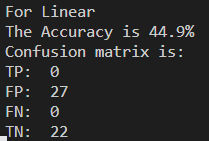 For Linear
The Accuracy is 44.9%
Confusion matrix is:
TP:  0
FP:  27
FN:  0
TN:  22